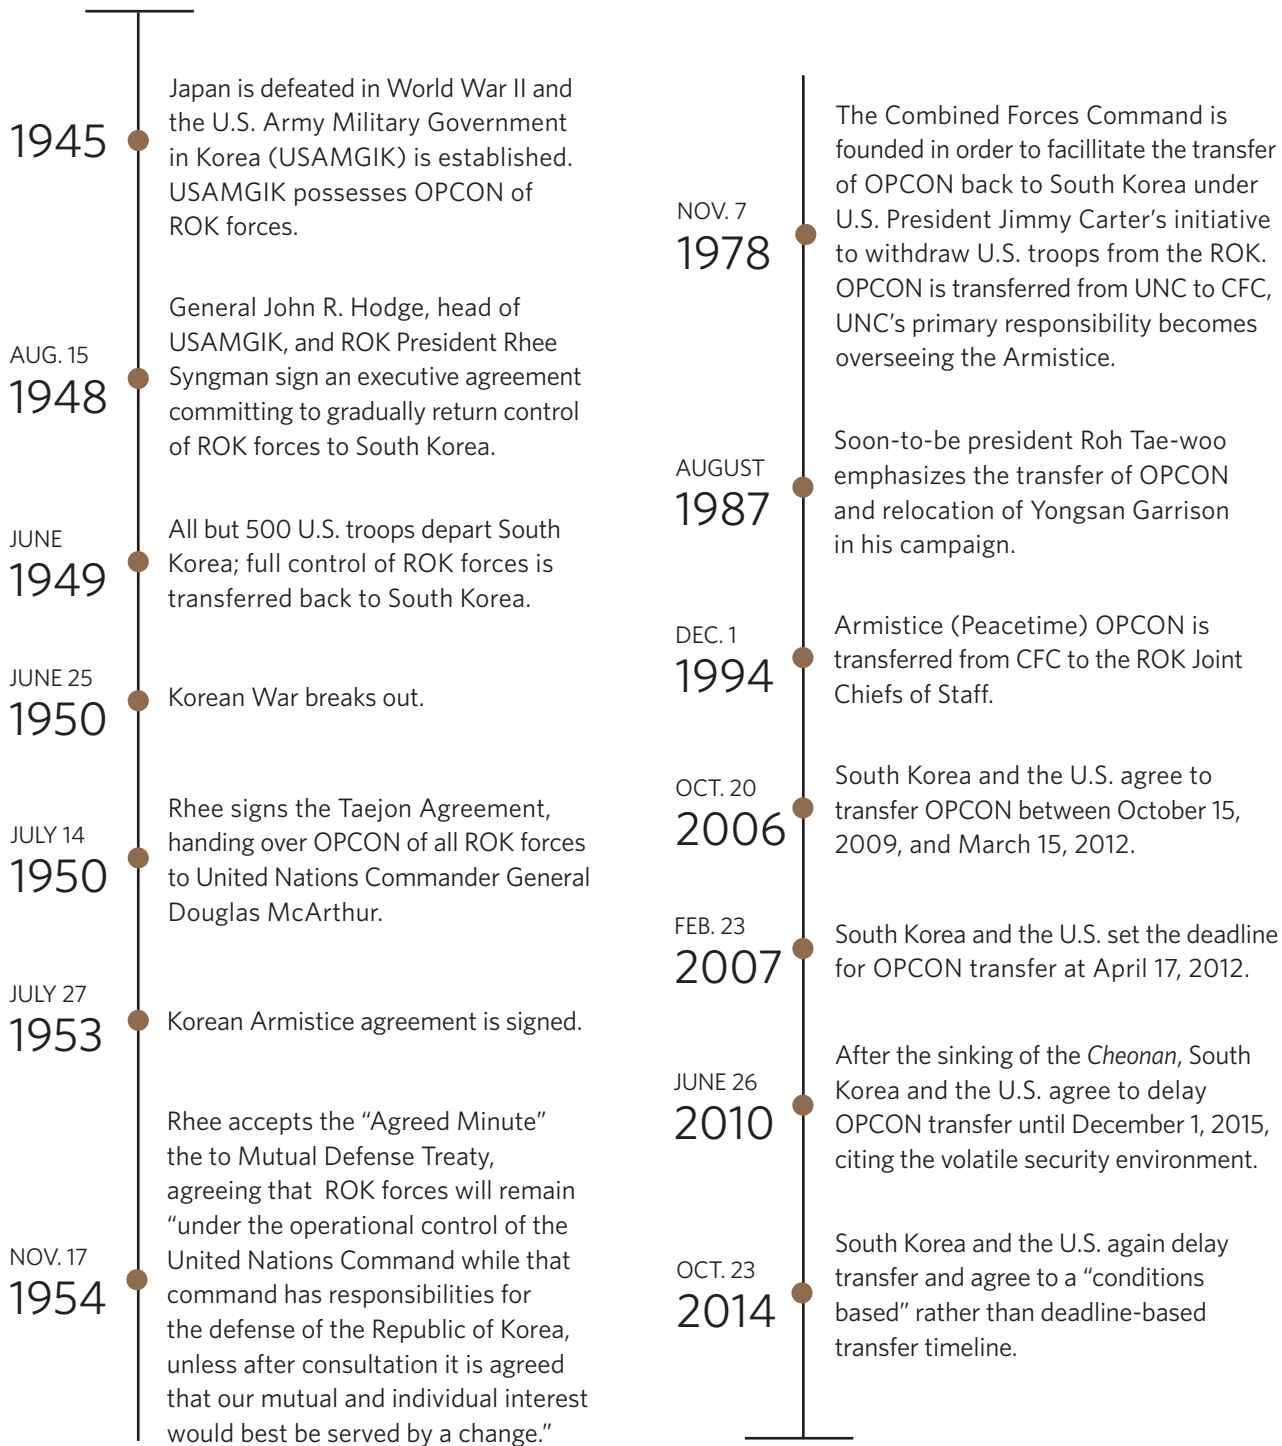 1945
Japan is defeated in World War II and
the U.S. Army Military Government
in Korea (USAMGIK) is established.
USAMGIK possesses OPCON of
ROK forces.
AUG. 15
1948
General John R. Hodge, head of
USAMGIK, and ROK President Rhee
Syngman sign an executive agreement
committing to gradually return control
of ROK forces to South Korea.
JUNE
1949
All but 500 U.S. troops depart South
Korea; full control of ROK forces is
transferred back to South Korea.
JUNE 25
1950
Korean War breaks out.
JULY 14
1950
Rhee signs the Taejon Agreement,
handing over OPCON of all ROK forces
to United Nations Commander General
Douglas McArthur.
JULY 27
1953
Korean Armistice agreement is signed.
NOV. 17
1954
Rhee accepts the “Agreed Minute”
the to Mutual Defense Treaty,
agreeing that ROK forces will remain
“under the operational control of the
United Nations Command while that
command has responsibilities for
the defense of the Republic of Korea,
unless after consultation it is agreed
that our mutual and individual interest
would best be served by a change.”
NOV. 7
1978
The Combined Forces Command is
founded in order to facillitate the transfer
of OPCON back to South Korea under
U.S. President Jimmy Carter’s initiative
to withdraw U.S. troops from the ROK.
OPCON is transferred from UNC to CFC,
UNC’s primary responsibility becomes
overseeing the Armistice.
AUGUST
1987
Soon-to-be president Roh Tae-woo
emphasizes the transfer of OPCON
and relocation of Yongsan Garrison
in his campaign.
DEC. 1
1994
Armistice (Peacetime) OPCON is
transferred from CFC to the ROK Joint
Chiefs of Staff.
OCT. 20
2006
South Korea and the U.S. agree to
transfer OPCON between October 15,
2009, and March 15, 2012.
FEB. 23
2007
South Korea and the U.S. set the deadline
for OPCON transfer at April 17, 2012.
JUNE 26
2010
After the sinking of the Cheonan, South
Korea and the U.S. agree to delay
OPCON transfer until December 1, 2015,
citing the volatile security environment.
OCT. 23
2014
South Korea and the U.S. again delay
transfer and agree to a “conditions
based” rather than deadline-based
transfer timeline.